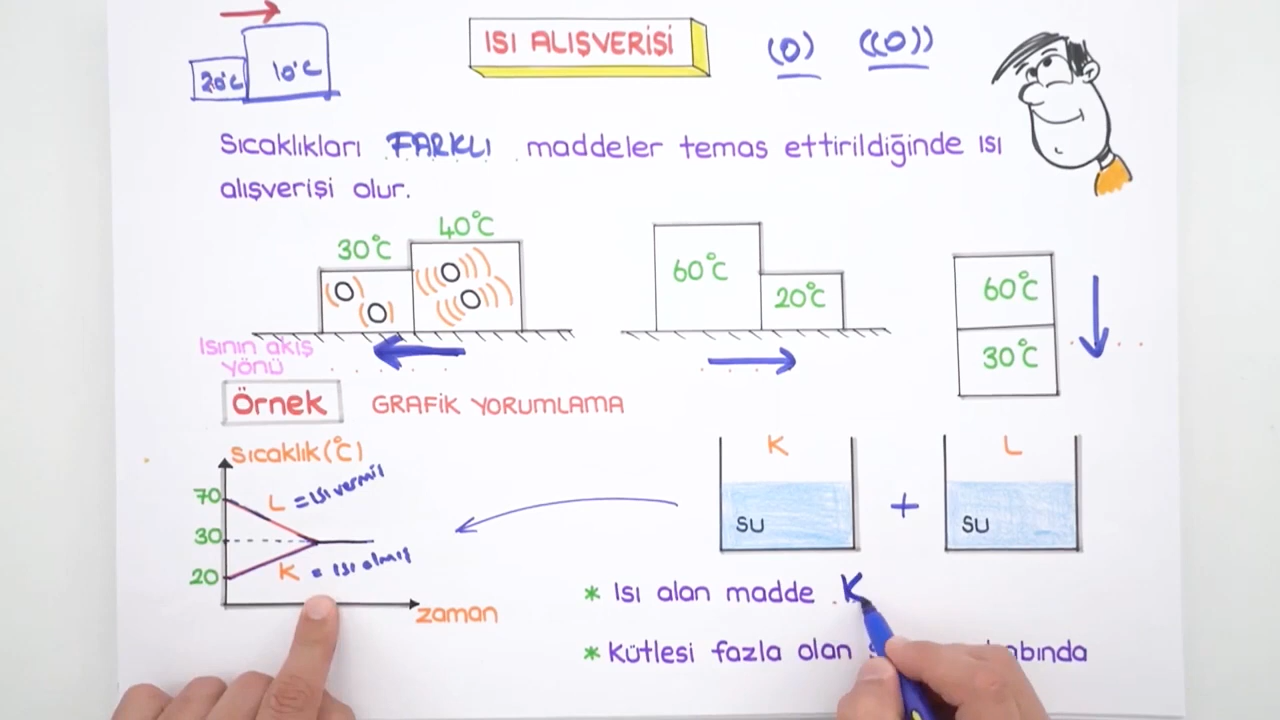 20°C 10°C
ISI ALIŞVERİŞİ
(O) ((O))
Sıcaklıkları FARKLI maddeler temas ettirildiğinde ısı
alışverişi olur.
30°C 40°C
60°C 20°C
60°C
30°C
Isının akış
yönü
Örnek GRAFİK YORUMLAMA
Sıcaklık(°C)
70
30
20
L = ısı vermiş
K = ısı almış
zaman
K + L
su su
* Isı alan madde K
* Kütlesi fazla olan